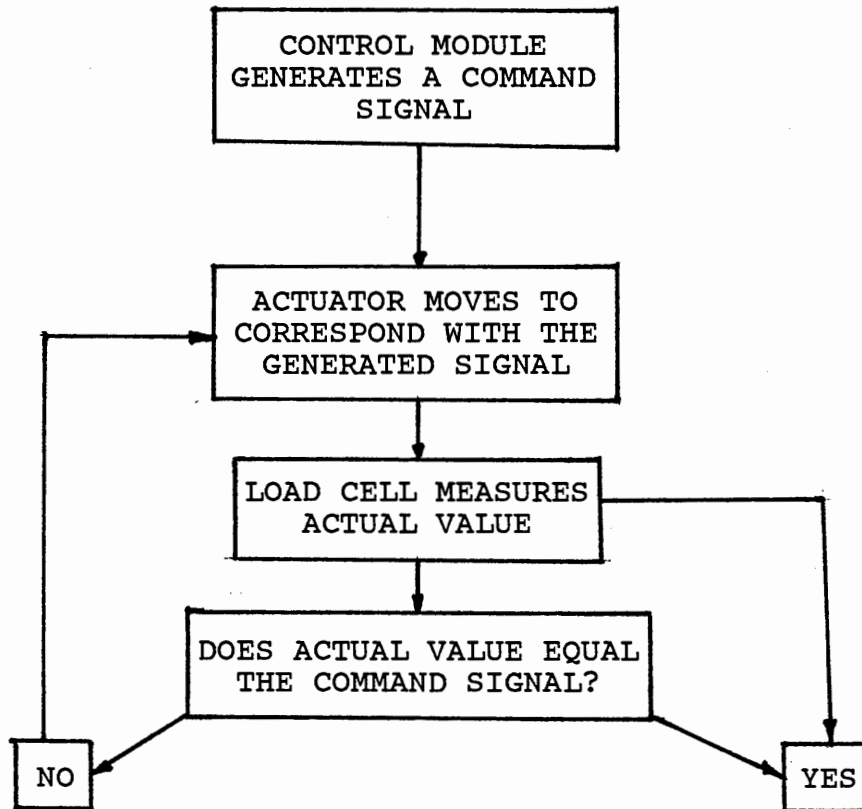 CONTROL MODULE
GENERATES A COMMAND
SIGNAL
ACTUATOR MOVES TO
CORRESPOND WITH THE
GENERATED SIGNAL
LOAD CELL MEASURES
ACTUAL VALUE
DOES ACTUAL VALUE EQUAL
THE COMMAND SIGNAL?
NO
YES